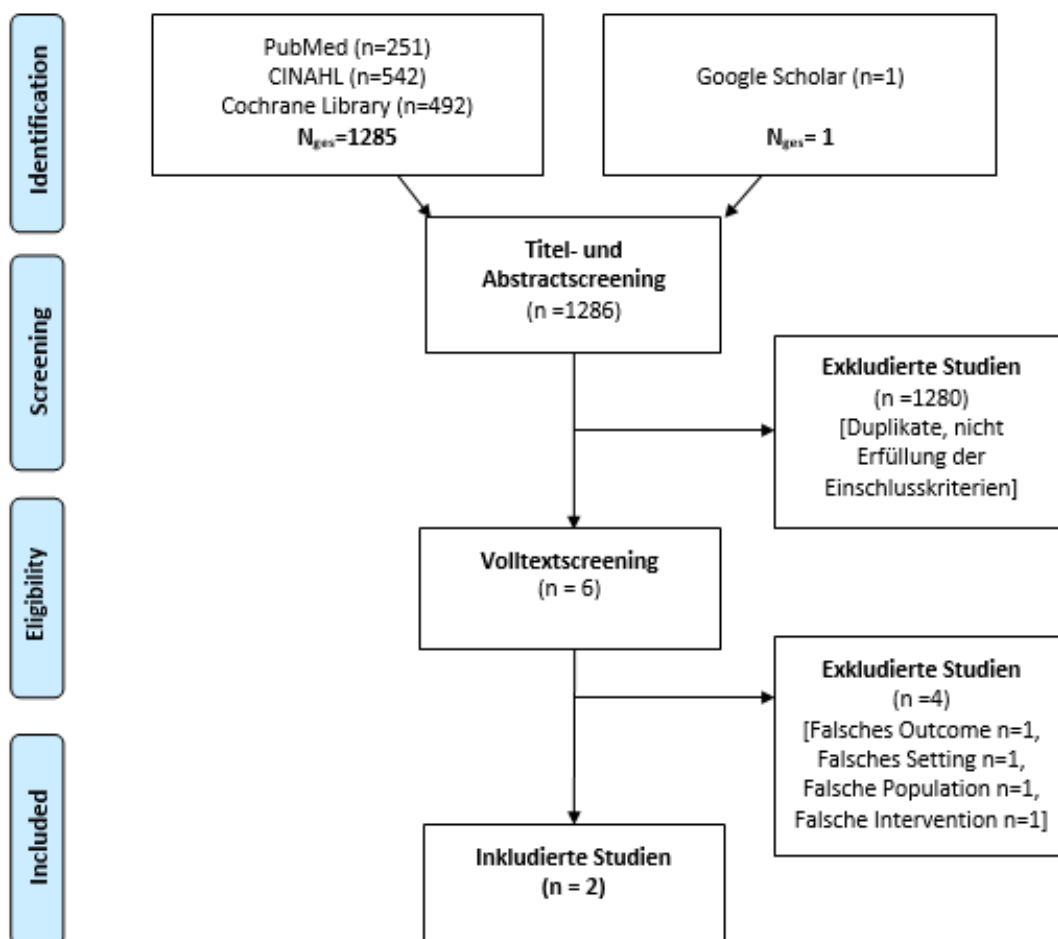 Identification
PubMed (n=251)
CINAHL (n=542)
Cochrane Library (n=492)
Nges=1285
Google Scholar (n=1)
Nges= 1
Titel- und
Abstractscreening
(n =1286)
Screening
Exkludierte Studien
(n =1280)
[Duplikate, nicht
Erfüllung der
Einschlusskriterien]
Eligibility
Volltextscreening
(n = 6)
Exkludierte Studien
(n =4)
[Falsches Outcome n=1,
Falsches Setting n=1,
Falsche Population n=1,
Falsche Intervention n=1]
Included
Inkludierte Studien
(n = 2)